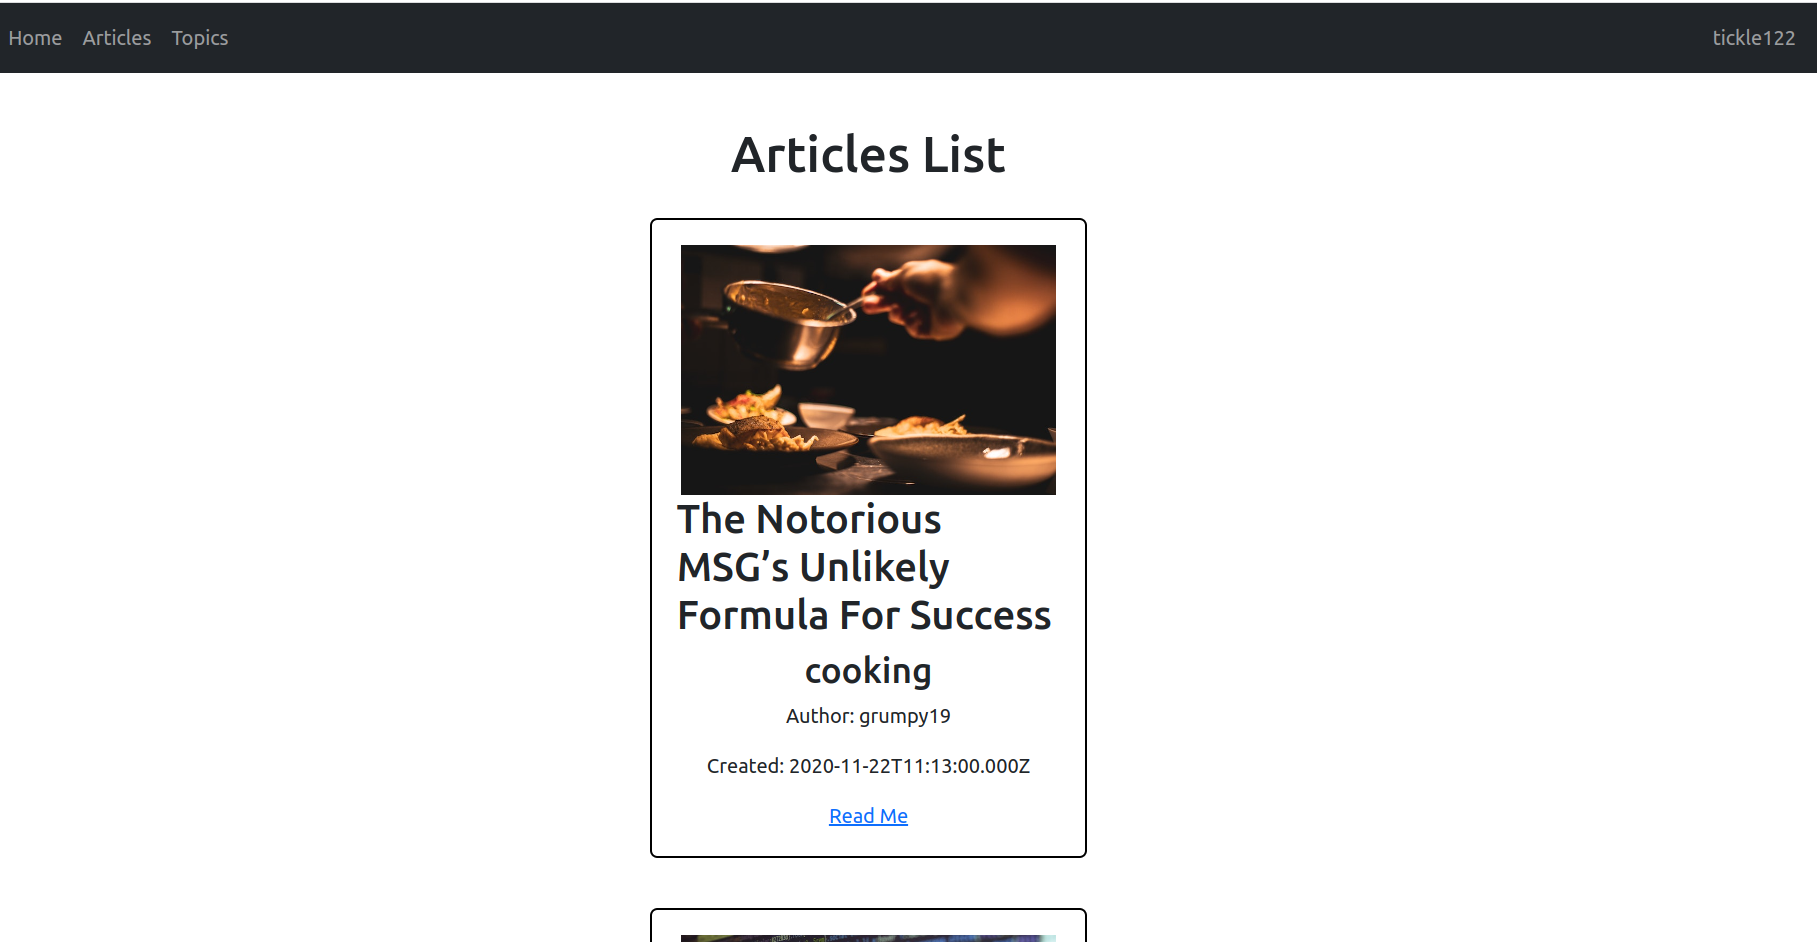 Home Articles Topics tickle122
Articles List
The Notorious
MSG’s Unlikely
Formula For Success
cooking
Author: grumpy19
Created: 2020-11-22T11:13:00.000Z
Read Me